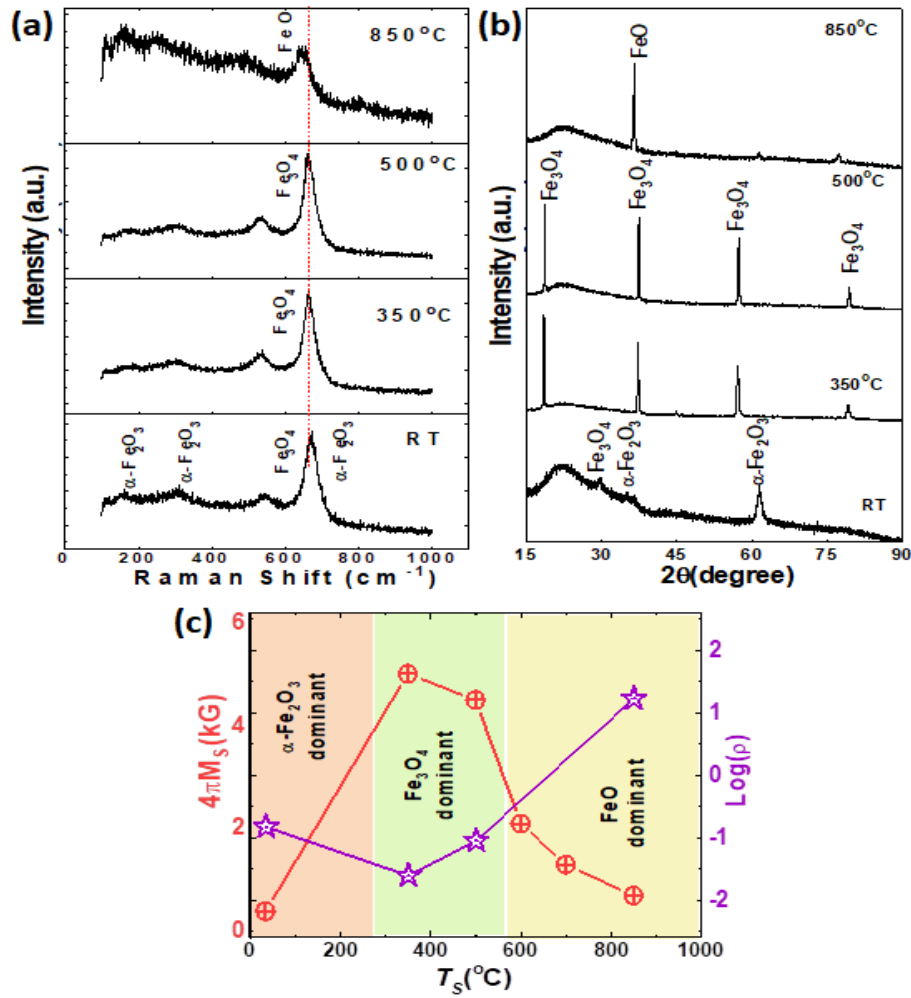 (a)
850°C
FeO
500°C
Fe₃O₄
350°C
Fe₃O₄
RT
α-Fe₂O₃
α-Fe₂O₃
Fe₃O₄
α-Fe₂O₃
Intensity (a.u.)
0 200 400 600 800 1000
Raman Shift (cm⁻¹)
(b)
850°C
FeO
500°C
Fe₃O₄
Fe₃O₄
Fe₃O₄
Fe₃O₄
350°C
Fe₃O₄
α-Fe₂O₃
α-Fe₂O₃
RT
Intensity (a.u.)
15 30 45 60 75 90
2θ(degree)
(c)
6
4
2
0
4πMS(kG)
α-Fe₂O₃
dominant
Fe₃O₄
dominant
FeO
dominant
2
1
0
-1
-2
Log(ρ)
0 200 400 600 800 1000
TS(°C)